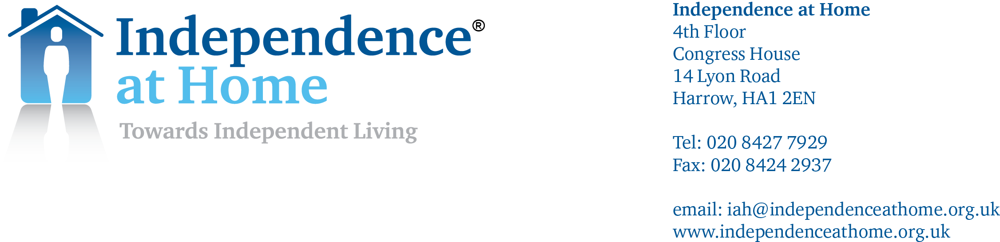 Independence®
at Home
Towards Independent Living
Independence at Home
4th Floor
Congress House
14 Lyon Road
Harrow, HA1 2EN
Tel: 020 8427 7929
Fax: 020 8424 2937
email: iah@independenceathome.org.uk
www.independenceathome.org.uk